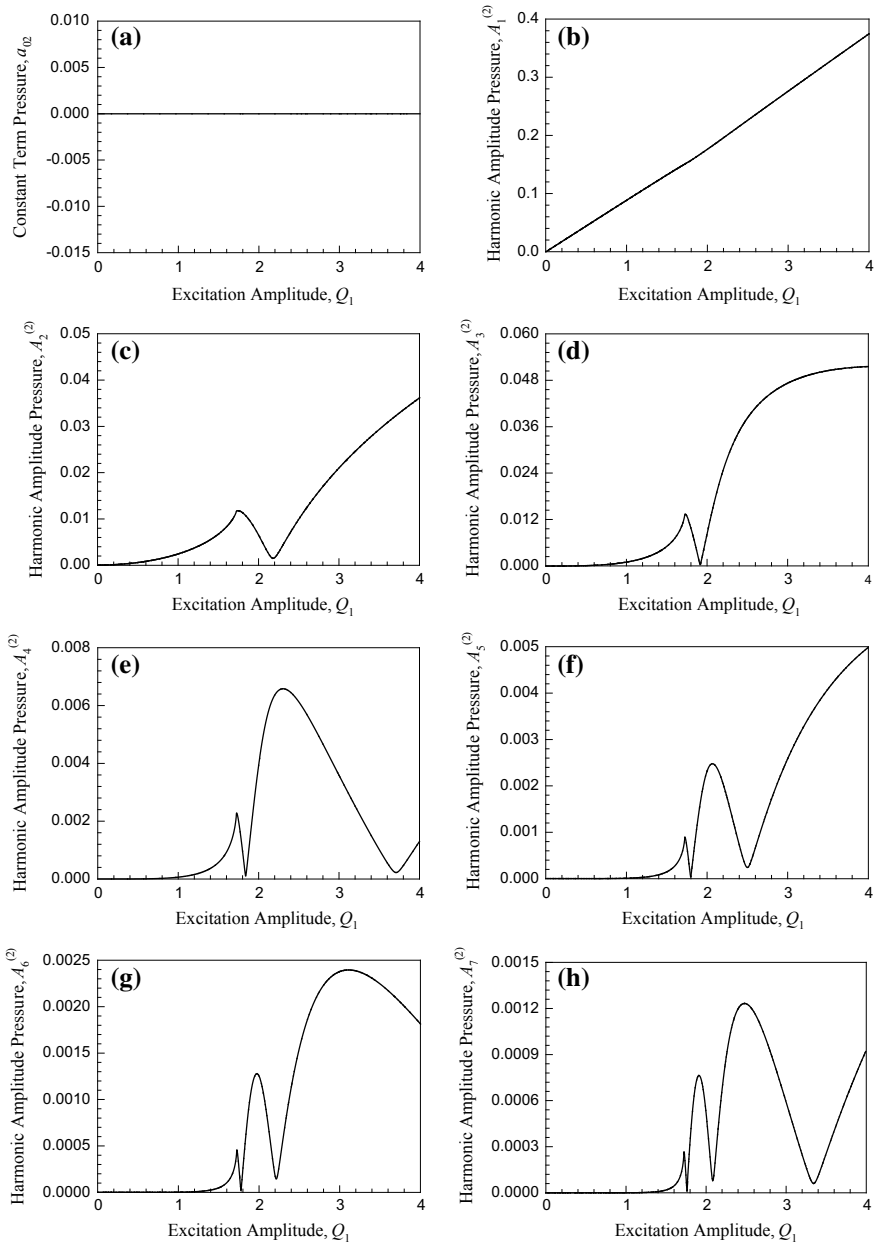 (a)
Constant Term Pressure, a02
0.010
0.005
0.000
-0.005
-0.010
-0.015
0 1 2 3 4
Excitation Amplitude, Q1
(b)
Harmonic Amplitude Pressure, A1(2)
0.4
0.3
0.2
0.1
0.0
0 1 2 3 4
Excitation Amplitude, Q1
(c)
Harmonic Amplitude Pressure, A2(2)
0.05
0.04
0.03
0.02
0.01
0.00
0 1 2 3 4
Excitation Amplitude, Q1
(d)
Harmonic Amplitude Pressure, A3(2)
0.060
0.048
0.036
0.024
0.012
0.000
0 1 2 3 4
Excitation Amplitude, Q1
(e)
Harmonic Amplitude Pressure, A4(2)
0.008
0.006
0.004
0.002
0.000
0 1 2 3 4
Excitation Amplitude, Q1
(f)
Harmonic Amplitude Pressure, A5(2)
0.005
0.004
0.003
0.002
0.001
0.000
0 1 2 3 4
Excitation Amplitude, Q1
(g)
Harmonic Amplitude Pressure, A6(2)
0.0025
0.0020
0.0015
0.0010
0.0005
0.0000
0 1 2 3 4
Excitation Amplitude, Q1
(h)
Harmonic Amplitude Pressure, A7(2)
0.0015
0.0012
0.0009
0.0006
0.0003
0.0000
0 1 2 3 4
Excitation Amplitude, Q1